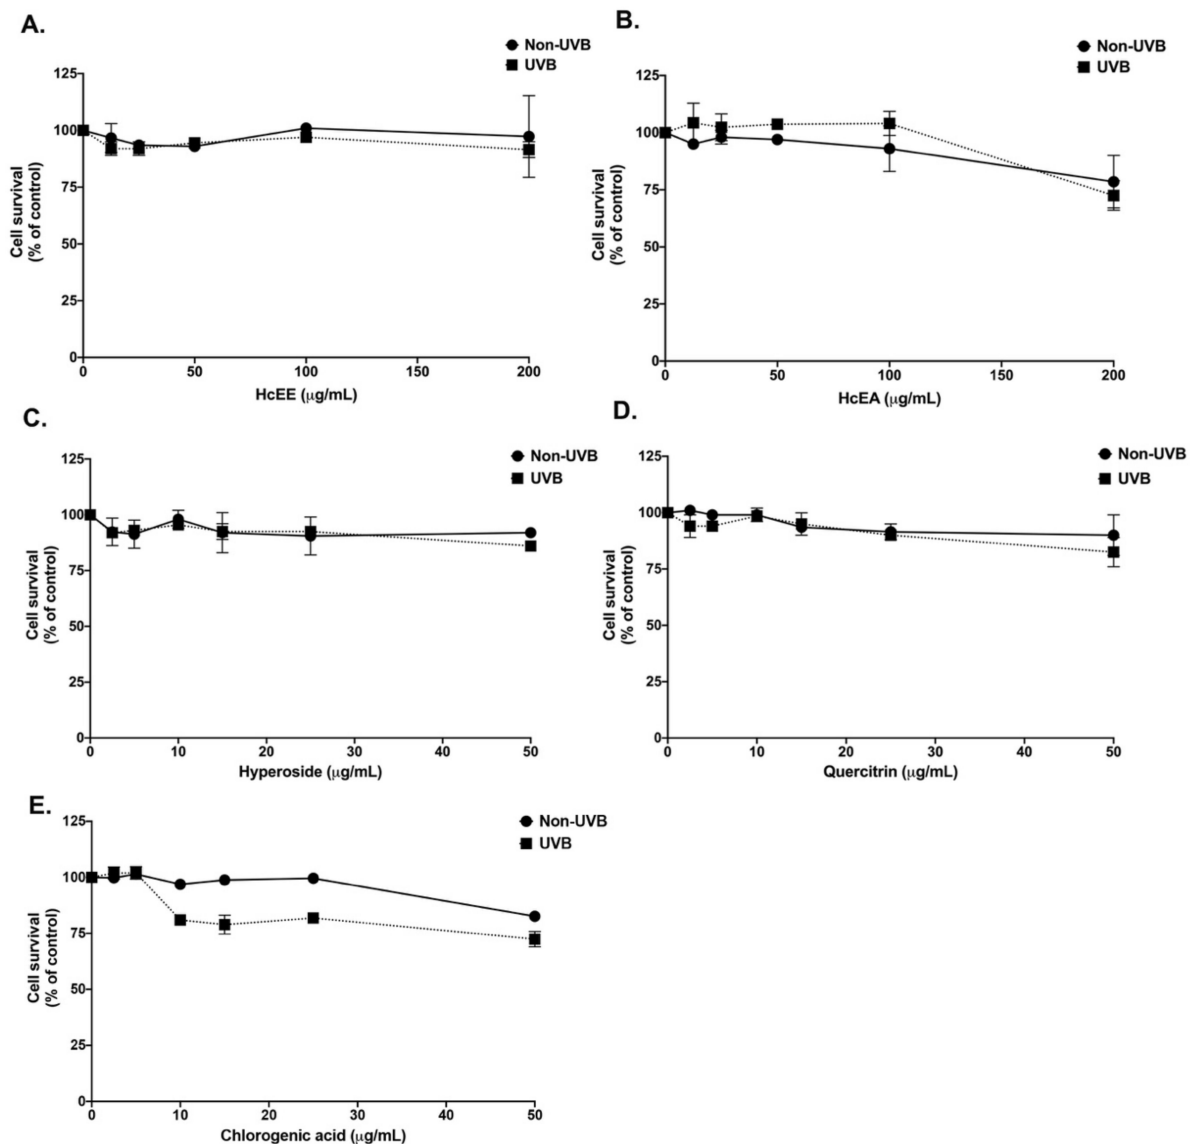 A.
Non-UVB
UVB
125
100
75
50
25
0
Cell survival
(% of control)
0 50 100 150 200
HcEE (μg/mL)
B.
Non-UVB
UVB
125
100
75
50
25
0
Cell survival
(% of control)
0 50 100 150 200
HcEA (μg/mL)
C.
Non-UVB
UVB
125
100
75
50
25
0
Cell survival
(% of control)
0 10 20 30 40 50
Hyperoside (μg/mL)
D.
Non-UVB
UVB
125
100
75
50
25
0
Cell survival
(% of control)
0 10 20 30 40 50
Quercitrin (μg/mL)
E.
Non-UVB
UVB
125
100
75
50
25
0
Cell survival
(% of control)
0 10 20 30 40 50
Chlorogenic acid (μg/mL)